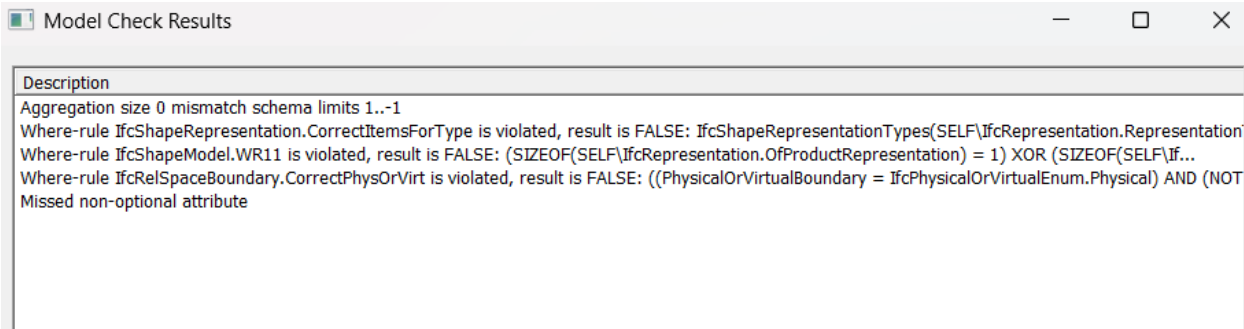 Model Check Results
Description
Aggregation size 0 mismatch schema limits 1..-1
Where-rule IfcShapeRepresentation.CorrectItemsForType is violated, result is FALSE: IfcShapeRepresentationTypes(SELF\IfcRepresentation.Representation
Where-rule IfcShapeModel.WR11 is violated, result is FALSE: (SIZEOF(SELF\IfcRepresentation.OfProductRepresentation) = 1) XOR (SIZEOF(SELF\If...
Where-rule IfcRelSpaceBoundary.CorrectPhysOrVirt is violated, result is FALSE: ((PhysicalOrVirtualBoundary = IfcPhysicalOrVirtualEnum.Physical) AND (NOT
Missed non-optional attribute